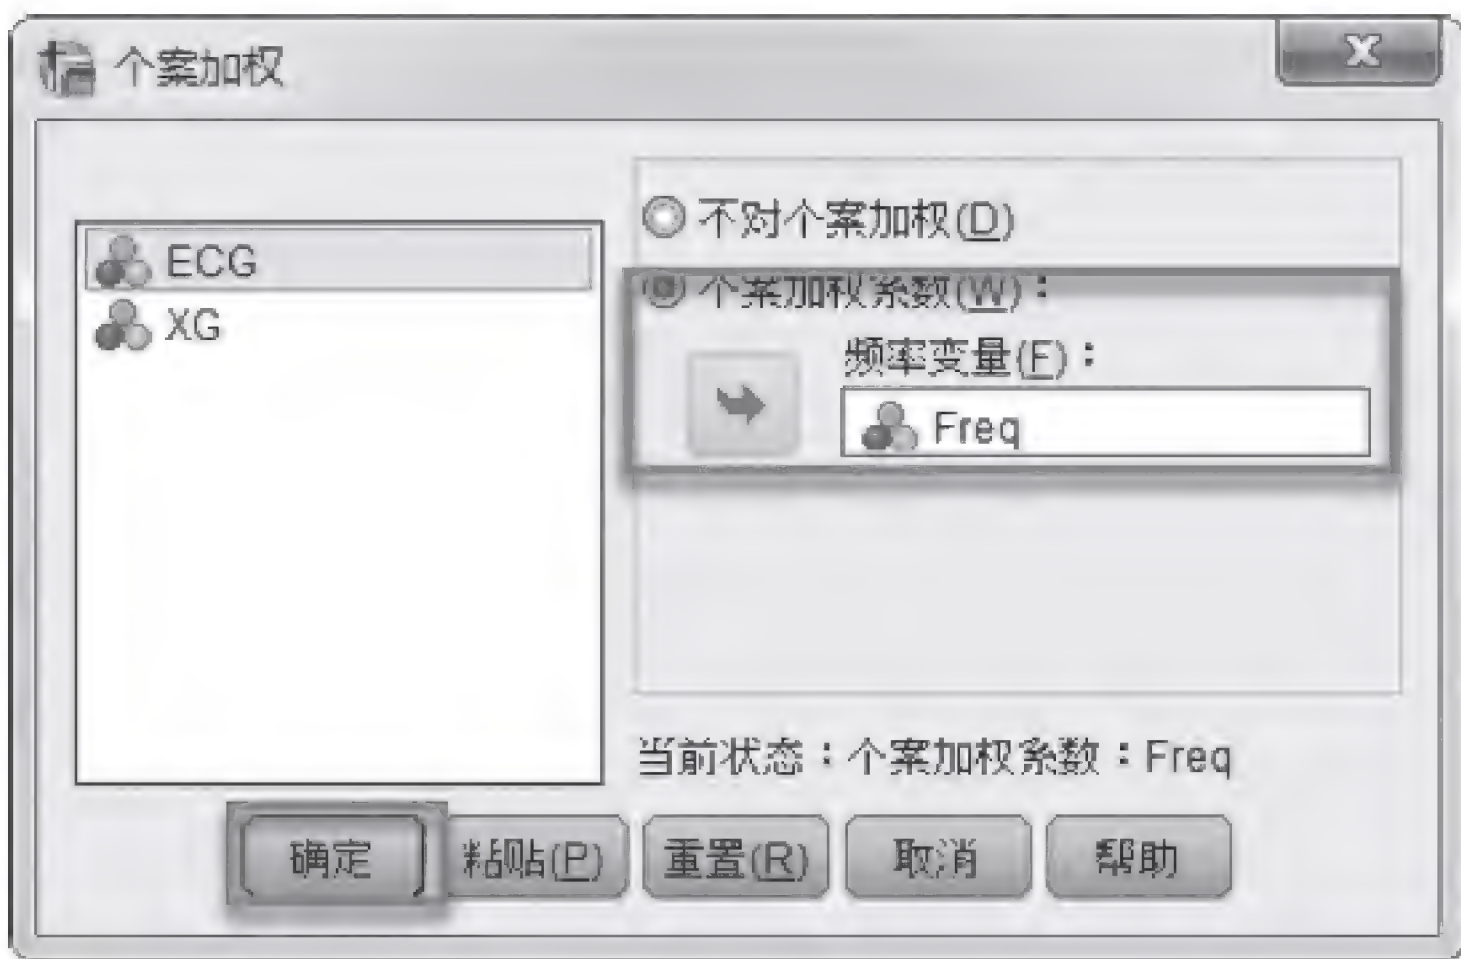 个案加权
ECG
XG
不对个案加权(D)
个案加权系数(W)：
频率变量(F)：
Freq
当前状态：个案加权系数：Freq
确定
粘贴(P)
重置(R)
取消
帮助